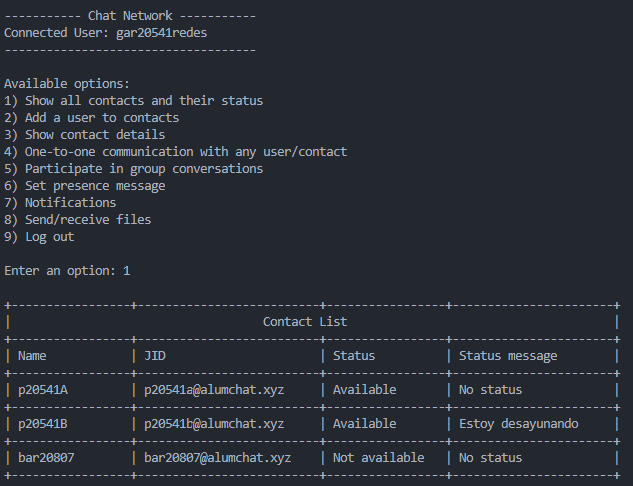 ----------- Chat Network -----------
Connected User: gar20541redes
------------------------------------
Available options:
1) Show all contacts and their status
2) Add a user to contacts
3) Show contact details
4) One-to-one communication with any user/contact
5) Participate in group conversations
6) Set presence message
7) Notifications
8) Send/receive files
9) Log out
Enter an option: 1
Contact List
| Name | JID | Status | Status message |
| p20541A | p20541a@alumchat.xyz | Available | No status |
| p20541B | p20541b@alumchat.xyz | Available | Estoy desayunando |
| bar20807 | bar20807@alumchat.xyz | Not available | No status |